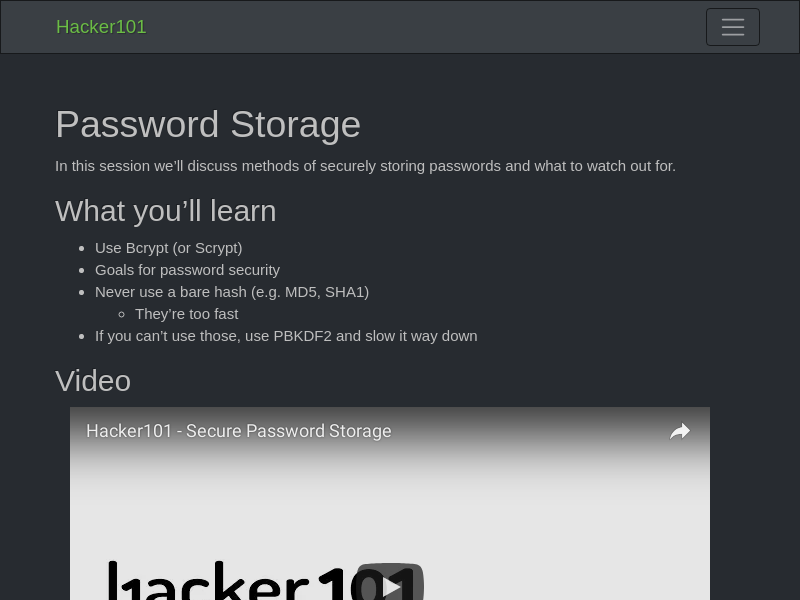 Hacker101
Password Storage
In this session we’ll discuss methods of securely storing passwords and what to watch out for.
What you’ll learn
Use Bcrypt (or Scrypt)
Goals for password security
Never use a bare hash (e.g. MD5, SHA1)
They’re too fast
If you can’t use those, use PBKDF2 and slow it way down
Video
Hacker101 - Secure Password Storage
hacker101